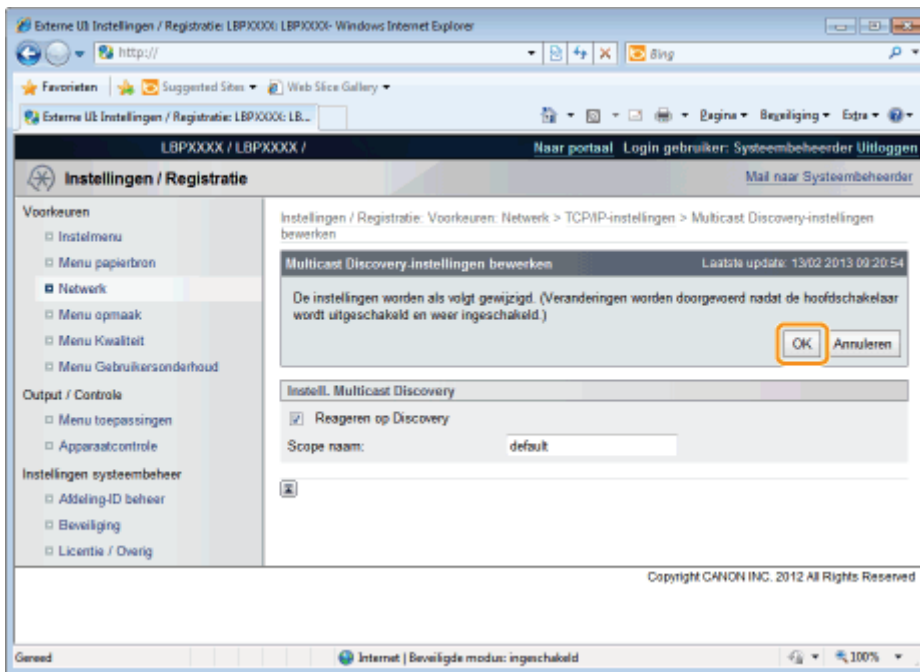 Externe UI: Instellingen / Registratie: LBPXXXX: LBPXXXX- Windows Internet Explorer
http://
Bing
Favorieten Suggested Sites Web Slice Gallery
Externe UI: Instellingen / Registratie: LBPXXXX: LB...
Pagina Beveiliging Extra
LBPXXXX / LBPXXXX /
Naar portaal Login gebruiker: Systeembeheerder Uitloggen
Instellingen / Registratie
Mail naar Systeembeheerder
Voorkeuren
Instelmenu
Menu papierbron
Netwerk
Menu opmaak
Menu Kwaliteit
Menu Gebruikersonderhoud
Output / Controle
Menu toepassingen
Apparaatcontrole
Instellingen systeembeheer
Afdeling-ID beheer
Beveiliging
Licentie / Overig
Instellingen / Registratie: Voorkeuren: Netwerk > TCP/IP-instellingen > Multicast Discovery-instellingen
bewerken
Multicast Discovery-instellingen bewerken
Laatste update: 13/02 2013 09:20:54
De instellingen worden als volgt gewijzigd. (Veranderingen worden doorgevoerd nadat de hoofdschakelaar
wordt uitgeschakeld en weer ingeschakeld.)
OK Annuleren
Instell. Multicast Discovery
Reageren op Discovery
Scope naam: default
Copyright CANON INC. 2012 All Rights Reserved
Gereed
Internet | Beveiligde modus: ingeschakeld
100%